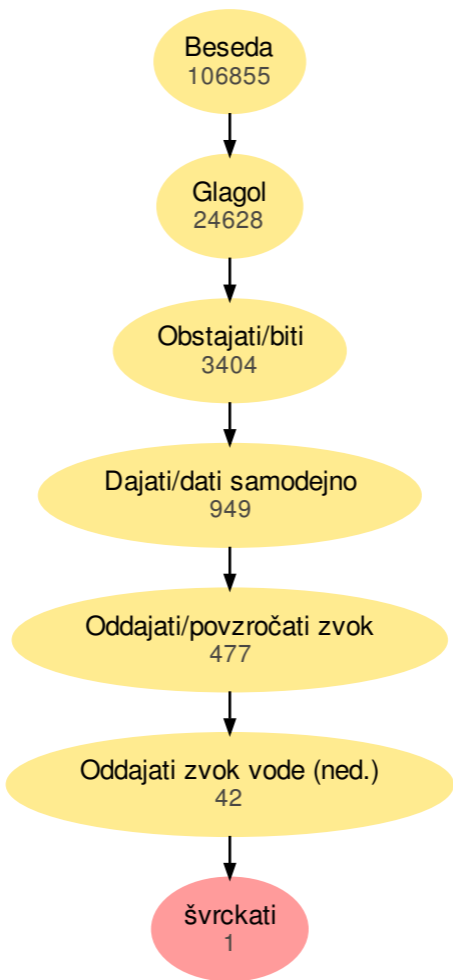 Beseda
106855
Glagol
24628
Obstajati/biti
3404
Dajati/dati samodejno
949
Oddajati/povzročati zvok
477
Oddajati zvok vode (ned.)
42
švrckati
1